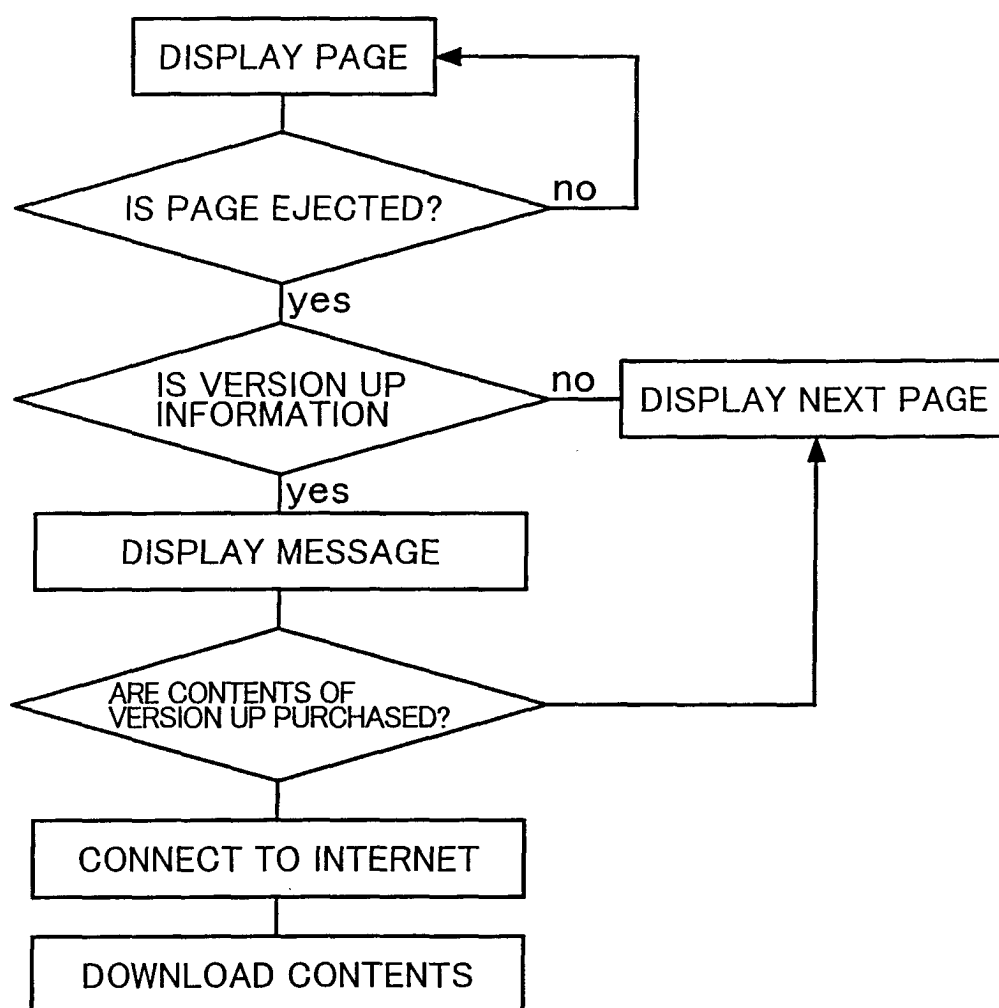 DISPLAY PAGE
IS PAGE EJECTED?
no
yes
IS VERSION UP
INFORMATION
no
DISPLAY NEXT PAGE
yes
DISPLAY MESSAGE
ARE CONTENTS OF
VERSION UP PURCHASED?
CONNECT TO INTERNET
DOWNLOAD CONTENTS